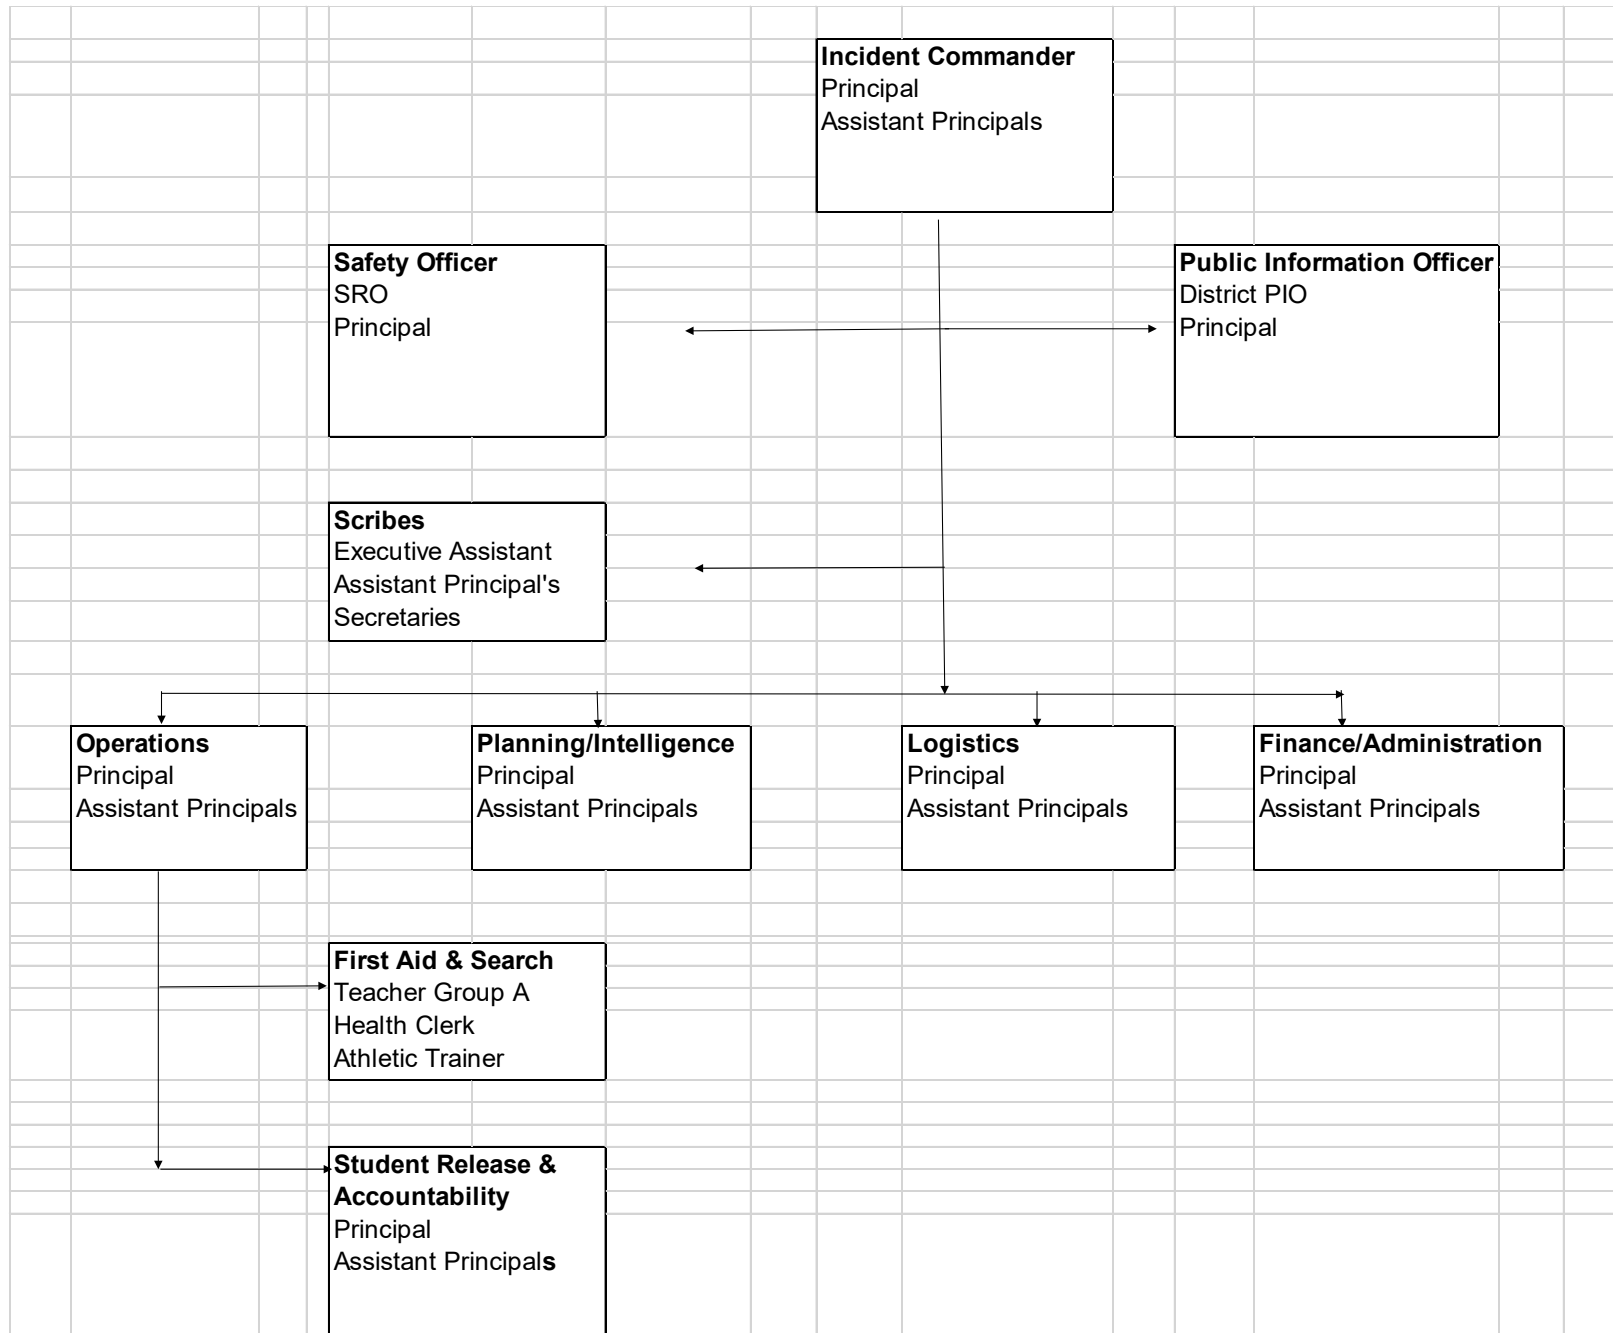 Incident Commander
Principal
Assistant Principals
Safety Officer
SRO
Principal
Public Information Officer
District PIO
Principal
Scribes
Executive Assistant
Assistant Principal's
Secretaries
Operations
Principal
Assistant Principals
Planning/Intelligence
Principal
Assistant Principals
Logistics
Principal
Assistant Principals
Finance/Administration
Principal
Assistant Principals
First Aid & Search
Teacher Group A
Health Clerk
Athletic Trainer
Student Release &
Accountability
Principal
Assistant Principals